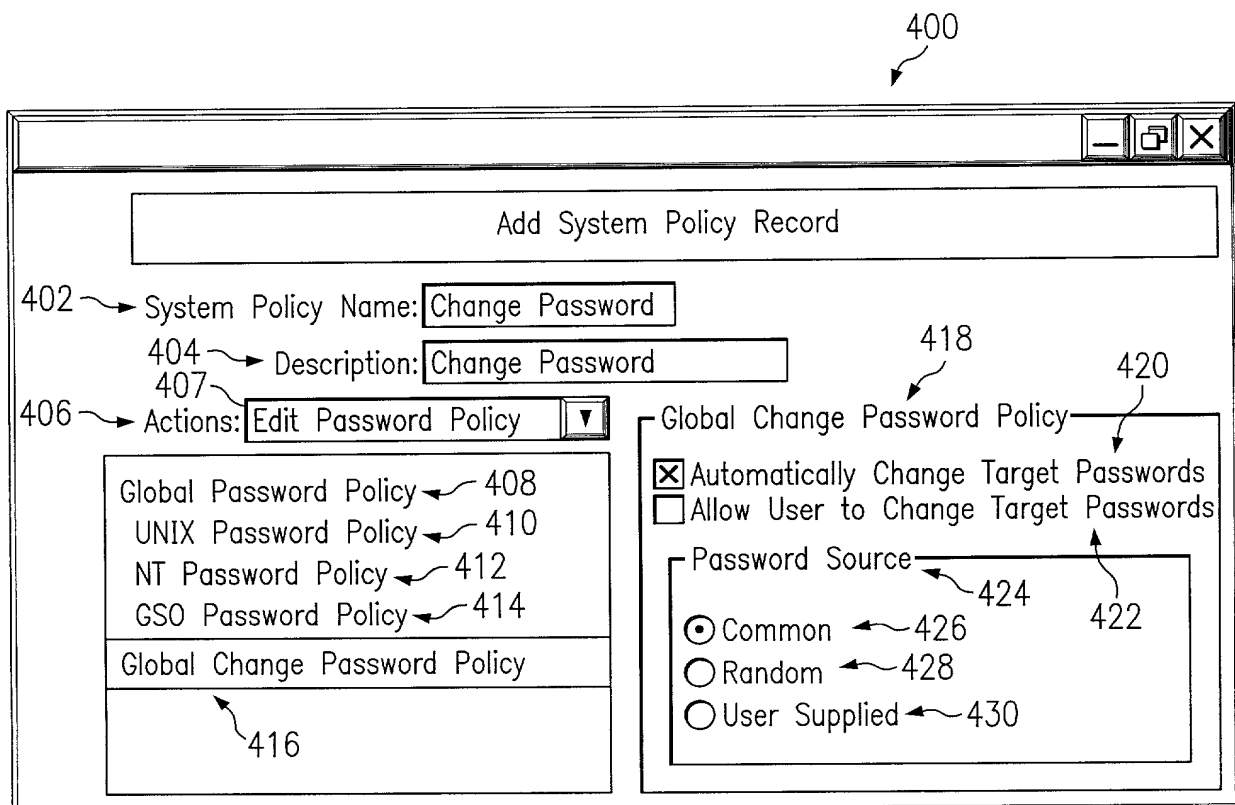 400
Add System Policy Record
402 System Policy Name: Change Password
404 Description: Change Password
407
406 Actions: Edit Password Policy
Global Password Policy 408
UNIX Password Policy 410
NT Password Policy 412
GSO Password Policy 414
Global Change Password Policy
416
418
Global Change Password Policy
420
Automatically Change Target Passwords
Allow User to Change Target Passwords
422
Password Source
424
Common 426
Random 428
User Supplied 430